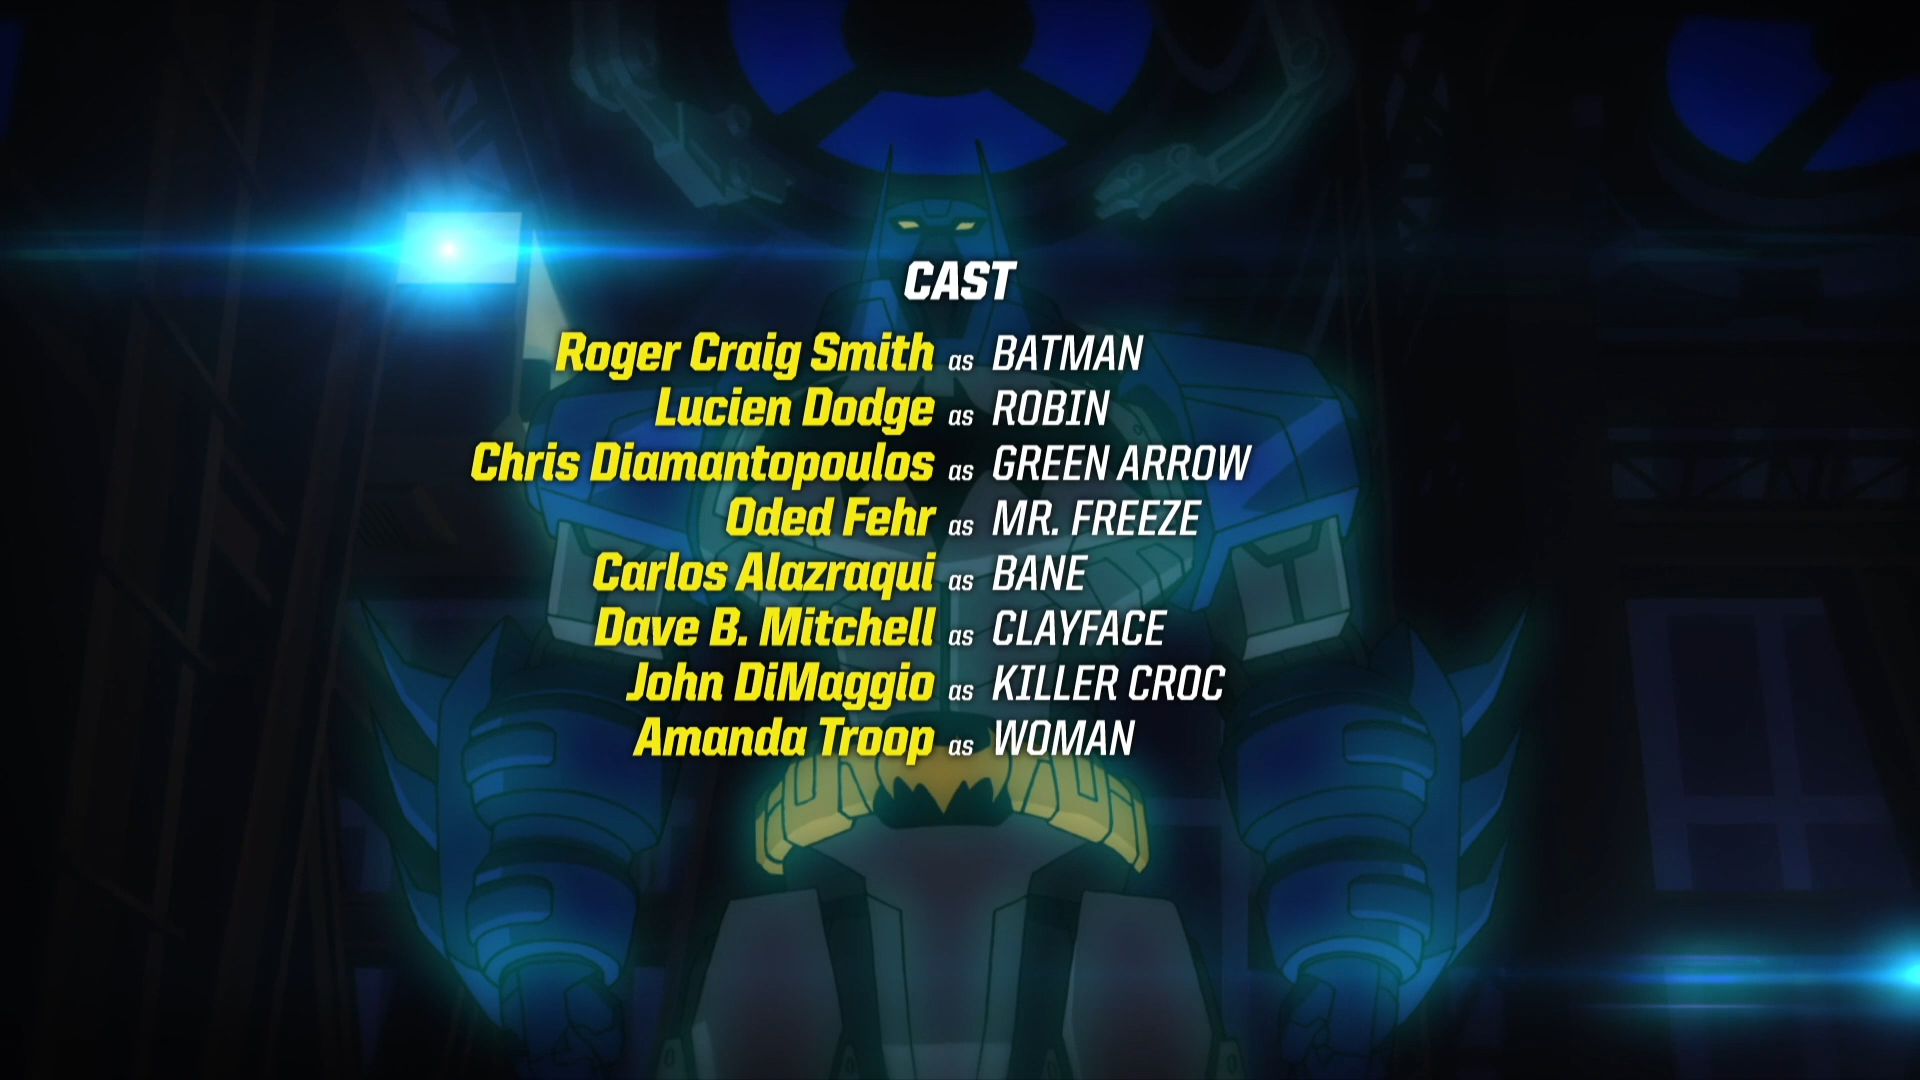 CAST
Roger Craig Smith as BATMAN
Lucien Dodge as ROBIN
Chris Diamantopoulos as GREEN ARROW
Oded Fehr as MR. FREEZE
Carlos Alazraqui as BANE
Dave B. Mitchell as CLAYFACE
John DiMaggio as KILLER CROC
Amanda Troop as WOMAN